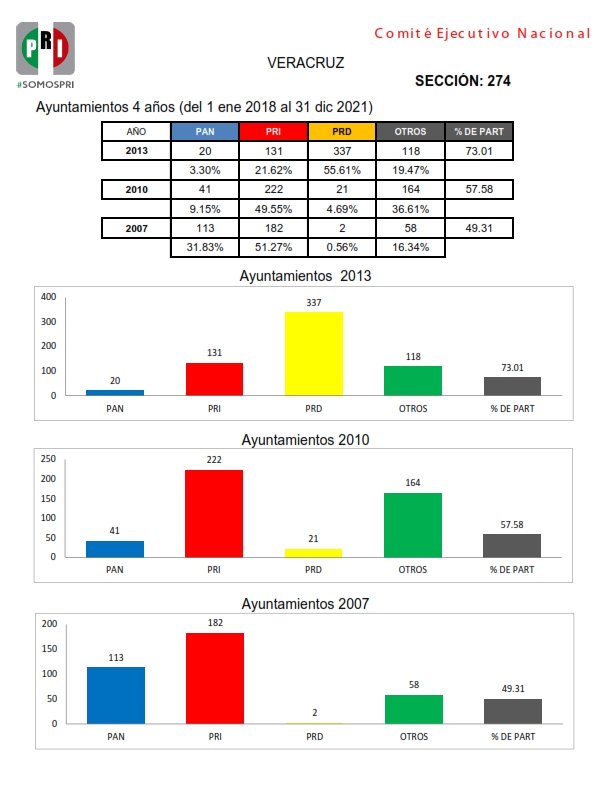 Comité Ejecutivo Nacional
PRI
#SOMOSPRI
VERACRUZ
SECCIÓN: 274
Ayuntamientos 4 años (del 1 ene 2018 al 31 dic 2021)
AÑO PAN PRI PRD OTROS % DE PART
2013 20 131 337 118 73.01
3.30% 21.62% 55.61% 19.47%
2010 41 222 21 164 57.58
9.15% 49.55% 4.69% 36.61%
2007 113 182 2 58 49.31
31.83% 51.27% 0.56% 16.34%
Ayuntamientos 2013
400
300
200
100
0
20 131 337 118 73.01
PAN PRI PRD OTROS % DE PART
Ayuntamientos 2010
250
200
150
100
50
0
41 222 21 164 57.58
PAN PRI PRD OTROS % DE PART
Ayuntamientos 2007
200
150
100
50
0
113 182 2 58 49.31
PAN PRI PRD OTROS % DE PART